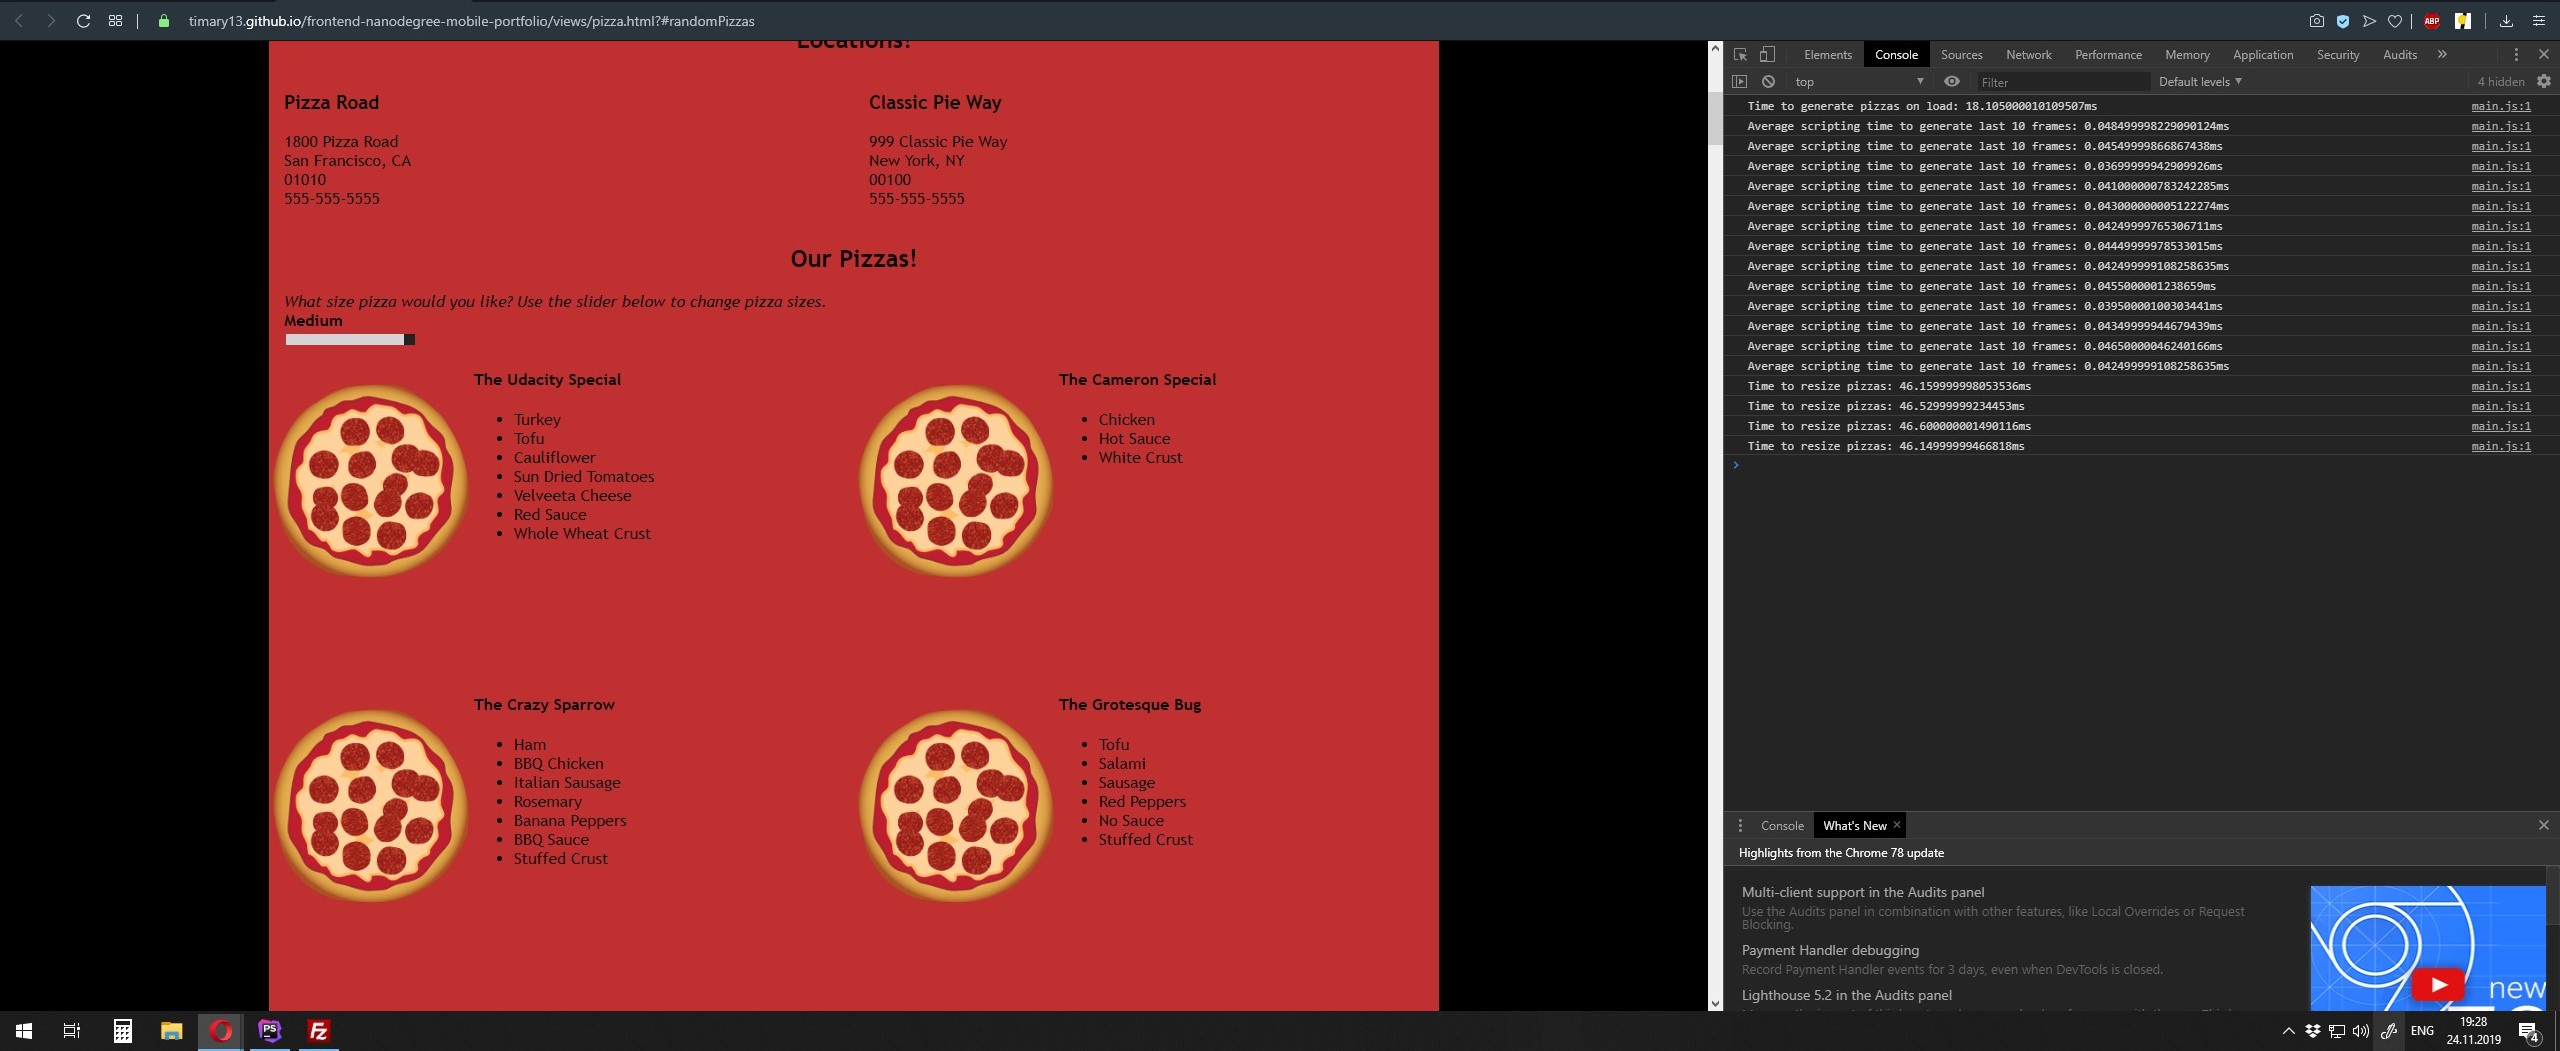 timary13.github.io/frontend-nanodegree-mobile-portfolio/views/pizza.html?#randomPizzas
ABP
Locations!
Pizza Road
1800 Pizza Road
San Francisco, CA
01010
555-555-5555
Classic Pie Way
999 Classic Pie Way
New York, NY
00100
555-555-5555
Our Pizzas!
What size pizza would you like? Use the slider below to change pizza sizes.
Medium
The Udacity Special
Turkey
Tofu
Cauliflower
Sun Dried Tomatoes
Velveeta Cheese
Red Sauce
Whole Wheat Crust
The Cameron Special
Chicken
Hot Sauce
White Crust
The Crazy Sparrow
Ham
BBQ Chicken
Italian Sausage
Rosemary
Banana Peppers
BBQ Sauce
Stuffed Crust
The Grotesque Bug
Tofu
Salami
Sausage
Red Peppers
No Sauce
Stuffed Crust
Elements Console Sources Network Performance Memory Application Security Audits »
top Filter Default levels 4 hidden
Time to generate pizzas on load: 18.105000010109507ms main.js:1
Average scripting time to generate last 10 frames: 0.048499998229090124ms main.js:1
Average scripting time to generate last 10 frames: 0.04549999866867438ms main.js:1
Average scripting time to generate last 10 frames: 0.03699999942909926ms main.js:1
Average scripting time to generate last 10 frames: 0.041000000783242285ms main.js:1
Average scripting time to generate last 10 frames: 0.043000000005122274ms main.js:1
Average scripting time to generate last 10 frames: 0.04249999765306711ms main.js:1
Average scripting time to generate last 10 frames: 0.04449999978533015ms main.js:1
Average scripting time to generate last 10 frames: 0.042499999108258635ms main.js:1
Average scripting time to generate last 10 frames: 0.0455000001238659ms main.js:1
Average scripting time to generate last 10 frames: 0.03950000100303441ms main.js:1
Average scripting time to generate last 10 frames: 0.04349999944679439ms main.js:1
Average scripting time to generate last 10 frames: 0.04650000046240166ms main.js:1
Average scripting time to generate last 10 frames: 0.042499999108258635ms main.js:1
Time to resize pizzas: 46.159999998053536ms main.js:1
Time to resize pizzas: 46.52999999234453ms main.js:1
Time to resize pizzas: 46.600000001490116ms main.js:1
Time to resize pizzas: 46.14999999466818ms main.js:1
Console What's New
Highlights from the Chrome 78 update
Multi-client support in the Audits panel
Use the Audits panel in combination with other features, like Local Overrides or Request
Blocking.
Payment Handler debugging
Record Payment Handler events for 3 days, even when DevTools is closed.
Lighthouse 5.2 in the Audits panel
new
PS
Fz
ENG
19:28
24.11.2019
4